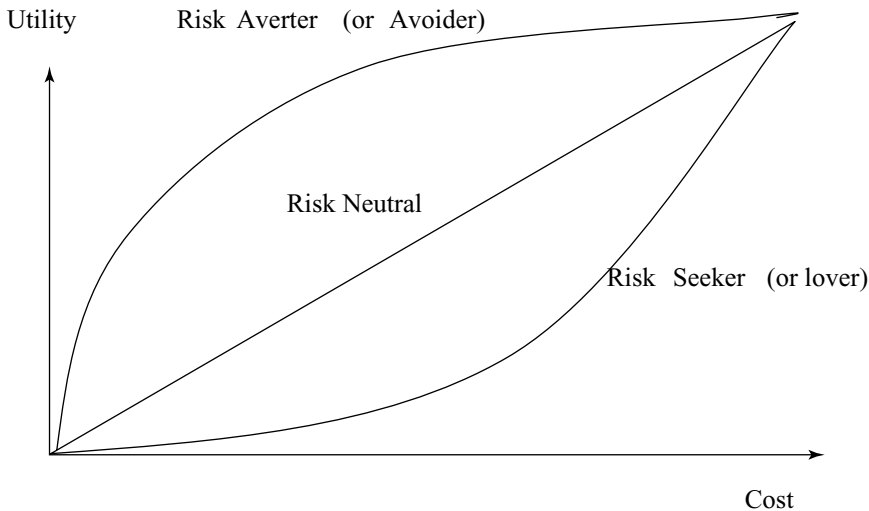 Utility Risk Averter (or Avoider)
Risk Neutral
Risk Seeker (or lover)
Cost